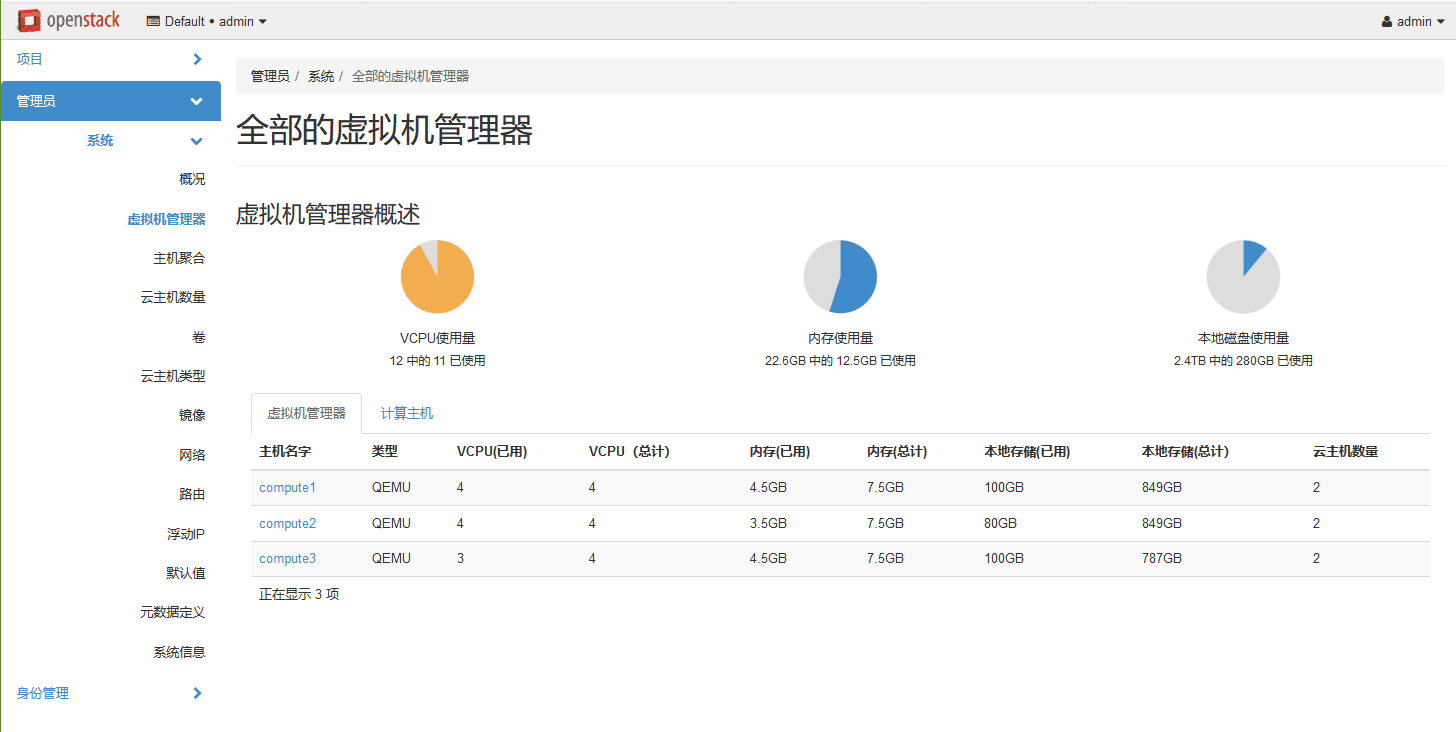 openstack Default • admin admin
项目
管理员
系统
概况
虚拟机管理器
主机聚合
云主机数量
卷
云主机类型
镜像
网络
路由
浮动IP
默认值
元数据定义
系统信息
身份管理
管理员 / 系统 / 全部的虚拟机管理器
全部的虚拟机管理器
虚拟机管理器概述
VCPU使用量
12 中的 11 已使用
内存使用量
22.6GB 中的 12.5GB 已使用
本地磁盘使用量
2.4TB 中的 280GB 已使用
虚拟机管理器 计算主机
主机名字 类型 VCPU(已用) VCPU（总计) 内存(已用) 内存(总计) 本地存储(已用) 本地存储(总计) 云主机数量
compute1 QEMU 4 4 4.5GB 7.5GB 100GB 849GB 2
compute2 QEMU 4 4 3.5GB 7.5GB 80GB 849GB 2
compute3 QEMU 3 4 4.5GB 7.5GB 100GB 787GB 2
正在显示 3 项